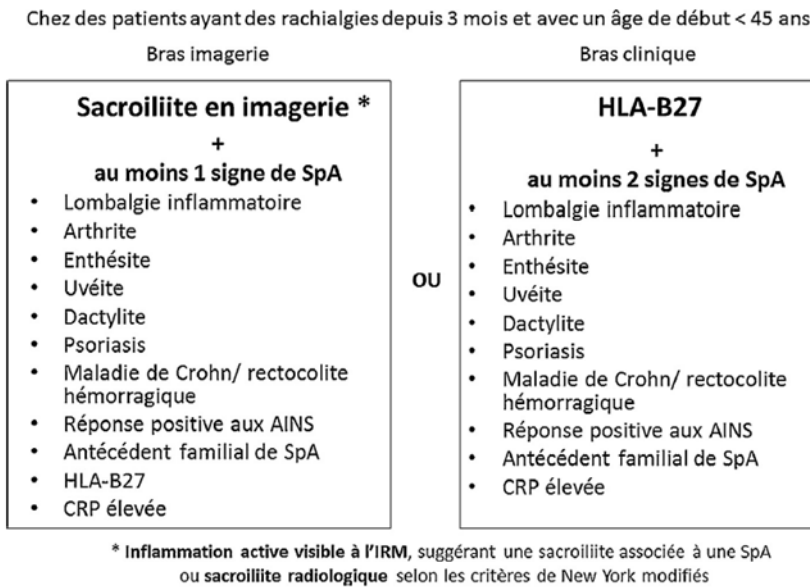 Chez des patients ayant des rachialgies depuis 3 mois et avec un âge de début < 45 ans
Bras imagerie
Sacroiliite en imagerie *
+
au moins 1 signe de SpA
• Lombalgie inflammatoire
• Arthrite
• Enthésite
• Uvéite
• Dactylite
• Psoriasis
• Maladie de Crohn/ rectocolite
hémorragique
• Réponse positive aux AINS
• Antécédent familial de SpA
• HLA-B27
• CRP élevée
OU
Bras clinique
HLA-B27
+
au moins 2 signes de SpA
• Lombalgie inflammatoire
• Arthrite
• Enthésite
• Uvéite
• Dactylite
• Psoriasis
• Maladie de Crohn/ rectocolite
hémorragique
• Réponse positive aux AINS
• Antécédent familial de SpA
• CRP élevée
* Inflammation active visible à l'IRM, suggérant une sacroiliite associée à une SpA
ou sacroiliite radiologique selon les critères de New York modifiés